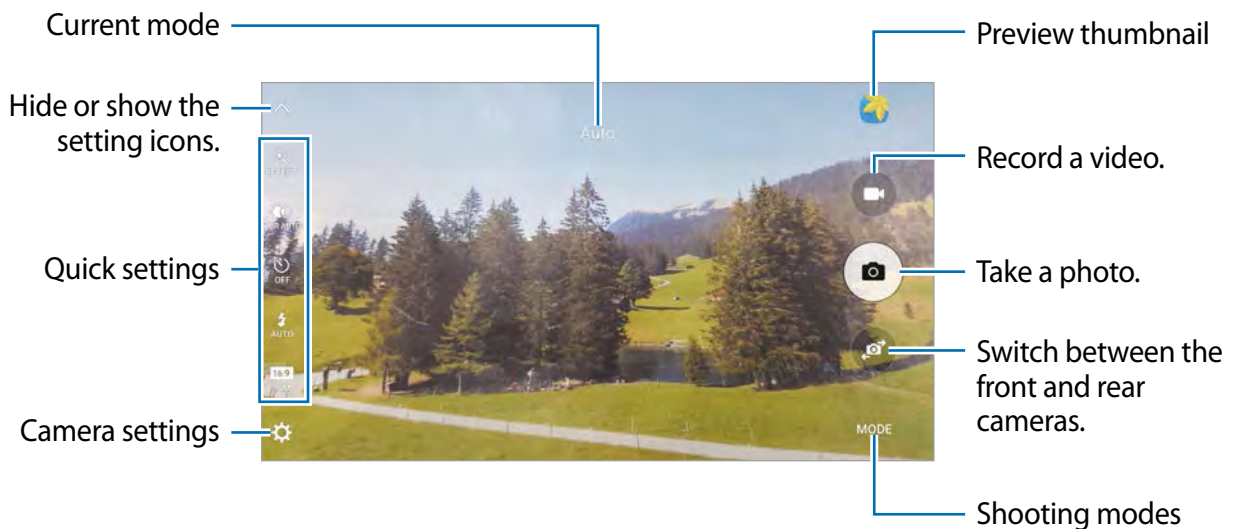 Current mode
Preview thumbnail
Hide or show the
setting icons.
Auto
Record a video.
Quick settings
OFF
Take a photo.
AUTO
Switch between the
front and rear
cameras.
16:9
Camera settings
MODE
Shooting modes